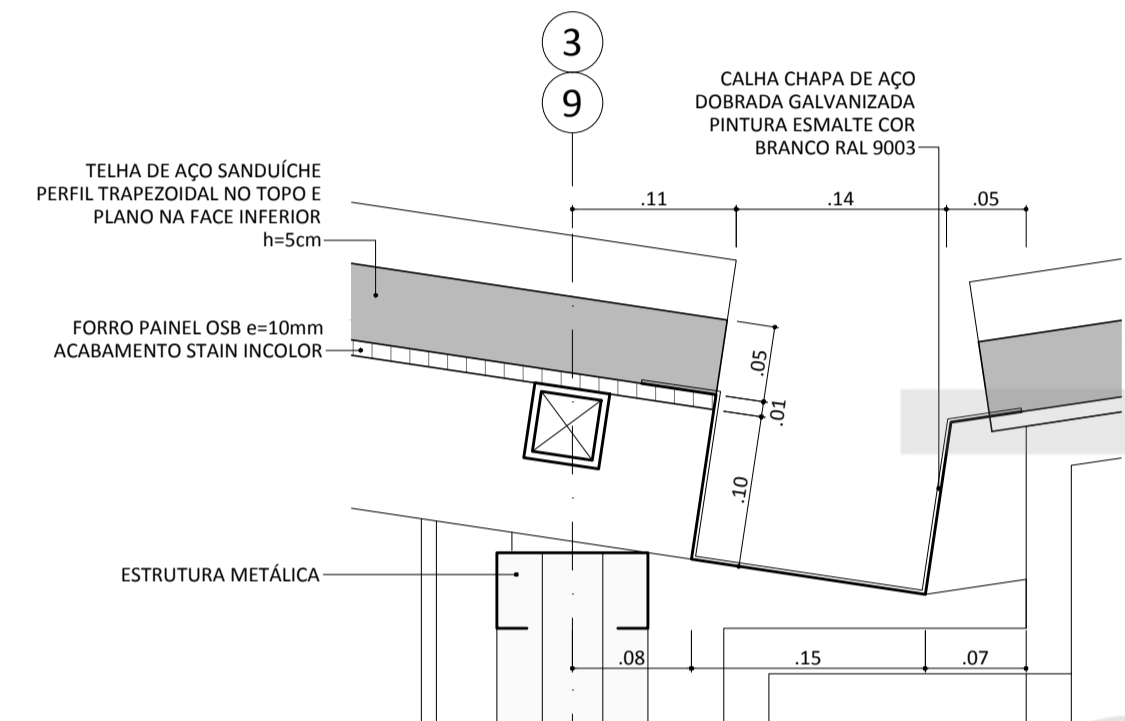 3
9
CALHA CHAPA DE AÇO
DOBRADA GALVANIZADA
PINTURA ESMALTE COR
BRANCO RAL 9003
TELHA DE AÇO SANDUÍCHE
PERFIL TRAPEZOIDAL NO TOPO E
PLANO NA FACE INFERIOR
h=5cm
.11
.14
.05
FORRO PAINEL OSB e=10mm
ACABAMENTO STAIN INCOLOR
.05
.01
.10
ESTRUTURA METÁLICA
.08
.15
.07